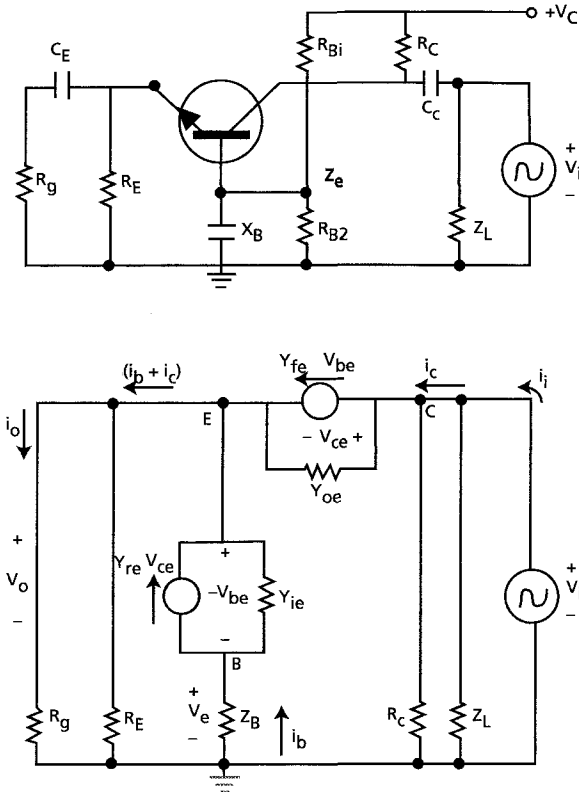 +V_C
R_Bi
R_C
C_E
C_c
+
V_i
−
R_g
R_E
Z_e
X_B
R_B2
Z_L
(i_b + i_c)
Y_fe V_be
i_c
i_i
i_o
E
C
− V_ce +
Y_oe
+
V_o
−
Y_re V_ce
+
−V_be
−
Y_ie
+
V_i
−
B
+
V_e
−
R_g
R_E
Z_B
i_b
R_c
Z_L